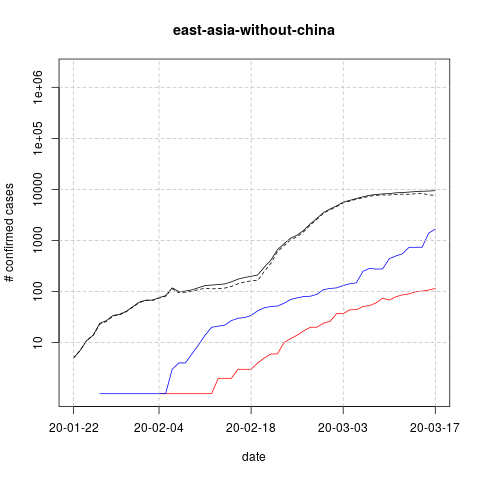 east-asia-without-china
# confirmed cases
1e+06
1e+05
10000
1000
100
10
20-01-22 20-02-04 20-02-18 20-03-03 20-03-17
date